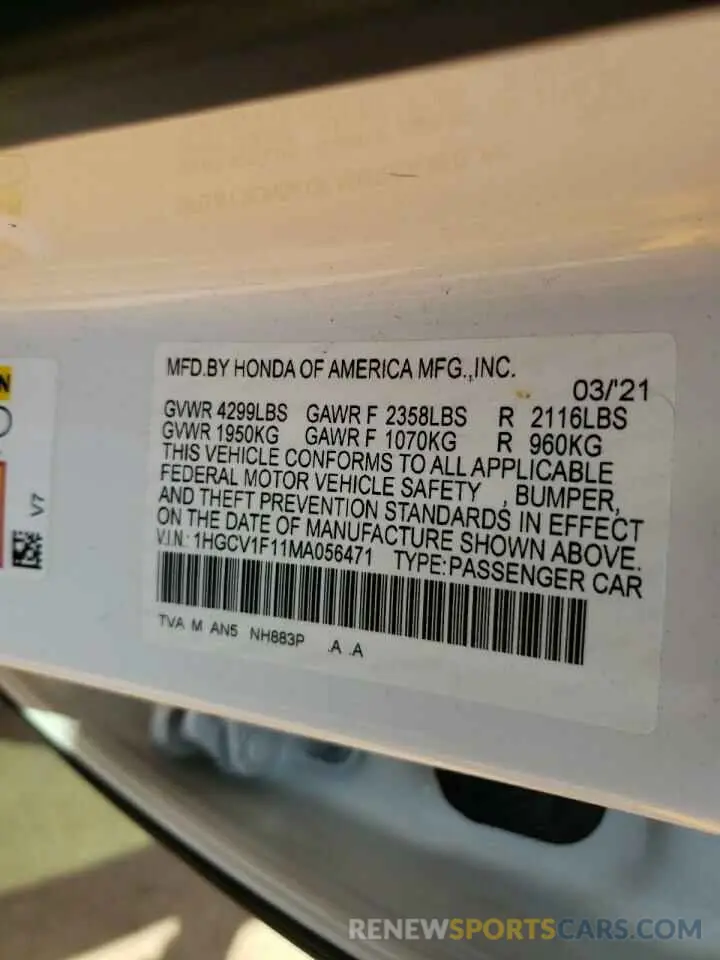 MFD.BY HONDA OF AMERICA MFG.,INC.
03/'21
GVWR 4299LBS GAWR F 2358LBS R 2116LBS
GVWR 1950KG GAWR F 1070KG R 960KG
THIS VEHICLE CONFORMS TO ALL APPLICABLE
FEDERAL MOTOR VEHICLE SAFETY , BUMPER,
AND THEFT PREVENTION STANDARDS IN EFFECT
ON THE DATE OF MANUFACTURE SHOWN ABOVE.
V.I.N.: 1HGCV1F11MA056471 TYPE:PASSENGER CAR
TVA M AN5 NH883P .A .A
V7
RENEWSPORTSCARS.COM